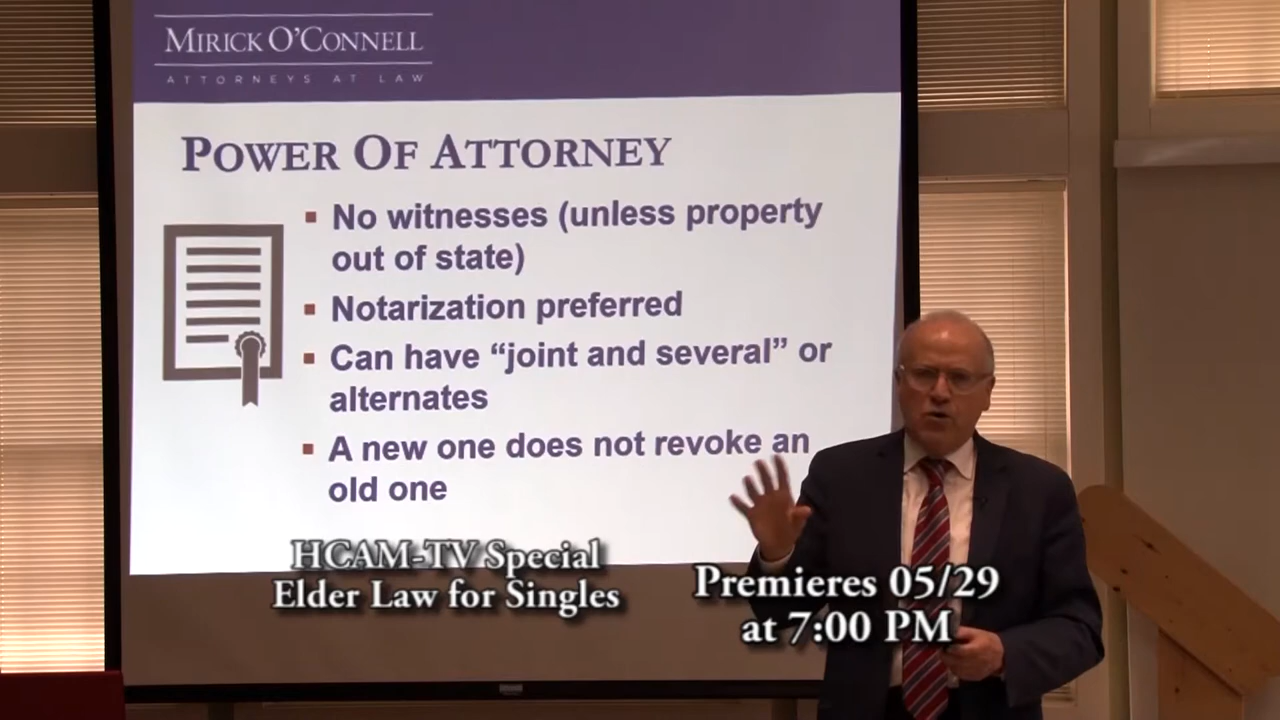 MIRICK O'CONNELL
ATTORNEYS AT LAW
POWER OF ATTORNEY
▪ No witnesses (unless property
out of state)
▪ Notarization preferred
▪ Can have “joint and several” or
alternates
▪ A new one does not revoke an
old one
HCAM-TV Special
Elder Law for Singles
Premieres 05/29
at 7:00 PM